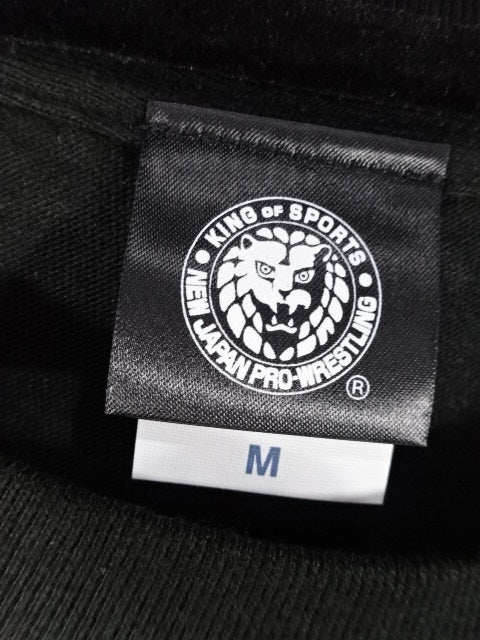 KING OF SPORTS
NEW JAPAN PRO-WRESTLING
®
M